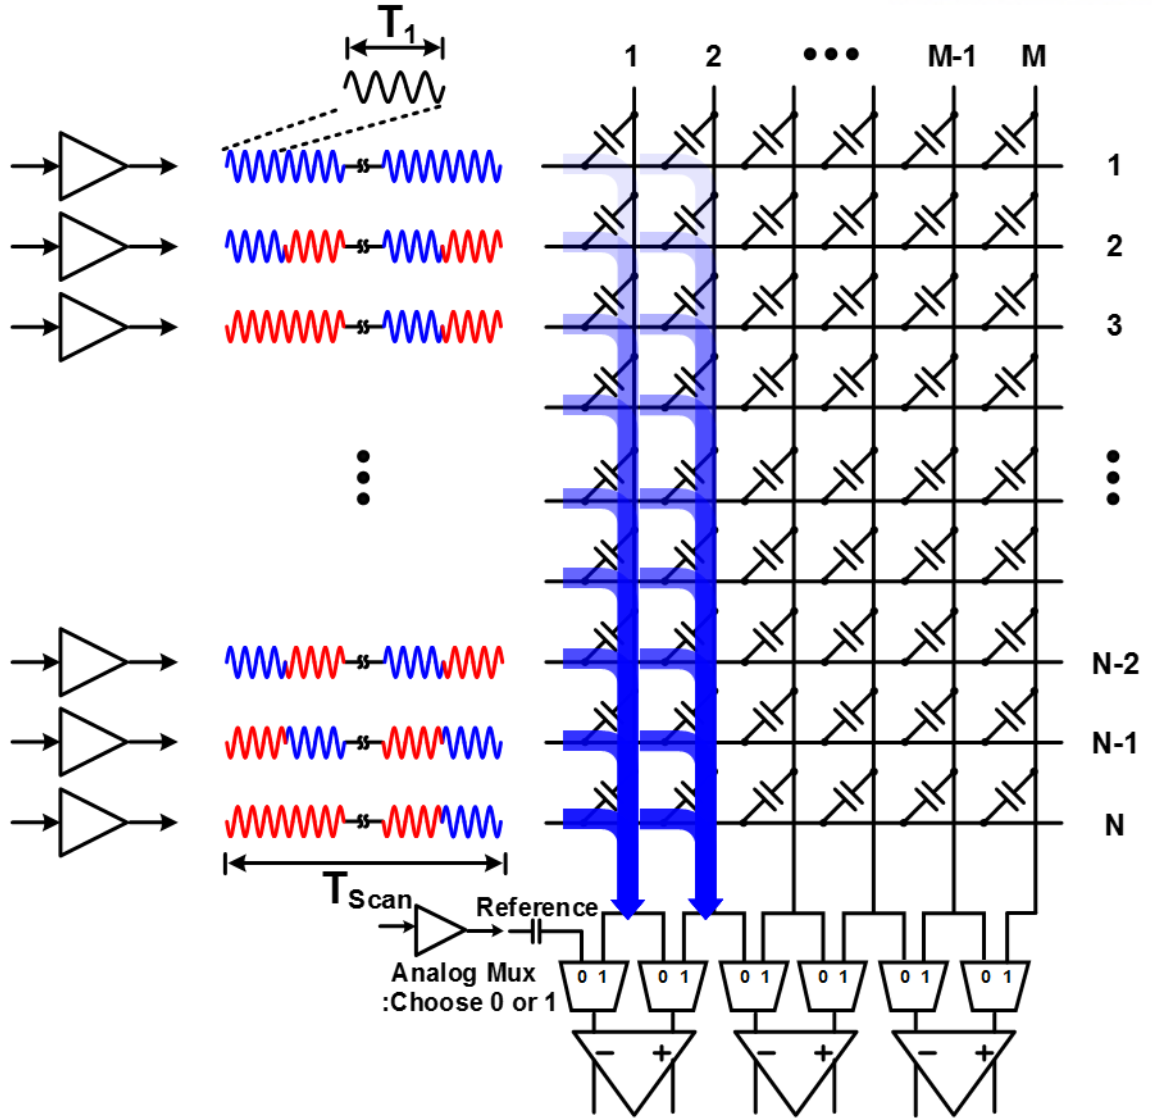 T1
1 2 ••• M-1 M
1
2
3
N-2
N-1
N
TScan
Reference
Analog Mux
:Choose 0 or 1
0 1 0 1 0 1 0 1 0 1 0 1
− + − + − +